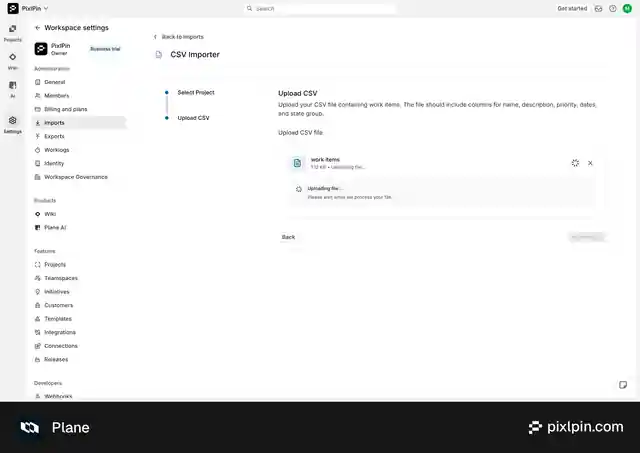 PixlPin
Search
Get started
M
Projects
Wiki
AI
Settings
Workspace settings
PixlPin
Owner
Business trial
Administration
General
Members
Billing and plans
Imports
Exports
Worklogs
Identity
Workspace Governance
Products
Wiki
Plane AI
Features
Projects
Teamspaces
Initiatives
Customers
Templates
Integrations
Connections
Releases
Developers
Webhooks
Back to imports
CSV Importer
Select Project
Upload CSV
Upload CSV
Upload your CSV file containing work items. The file should include columns for name, description, priority, dates,
and state group.
Upload CSV file
work items
Uploading file...
Please wait while we process your file.
Back
Plane
pixlpin.com